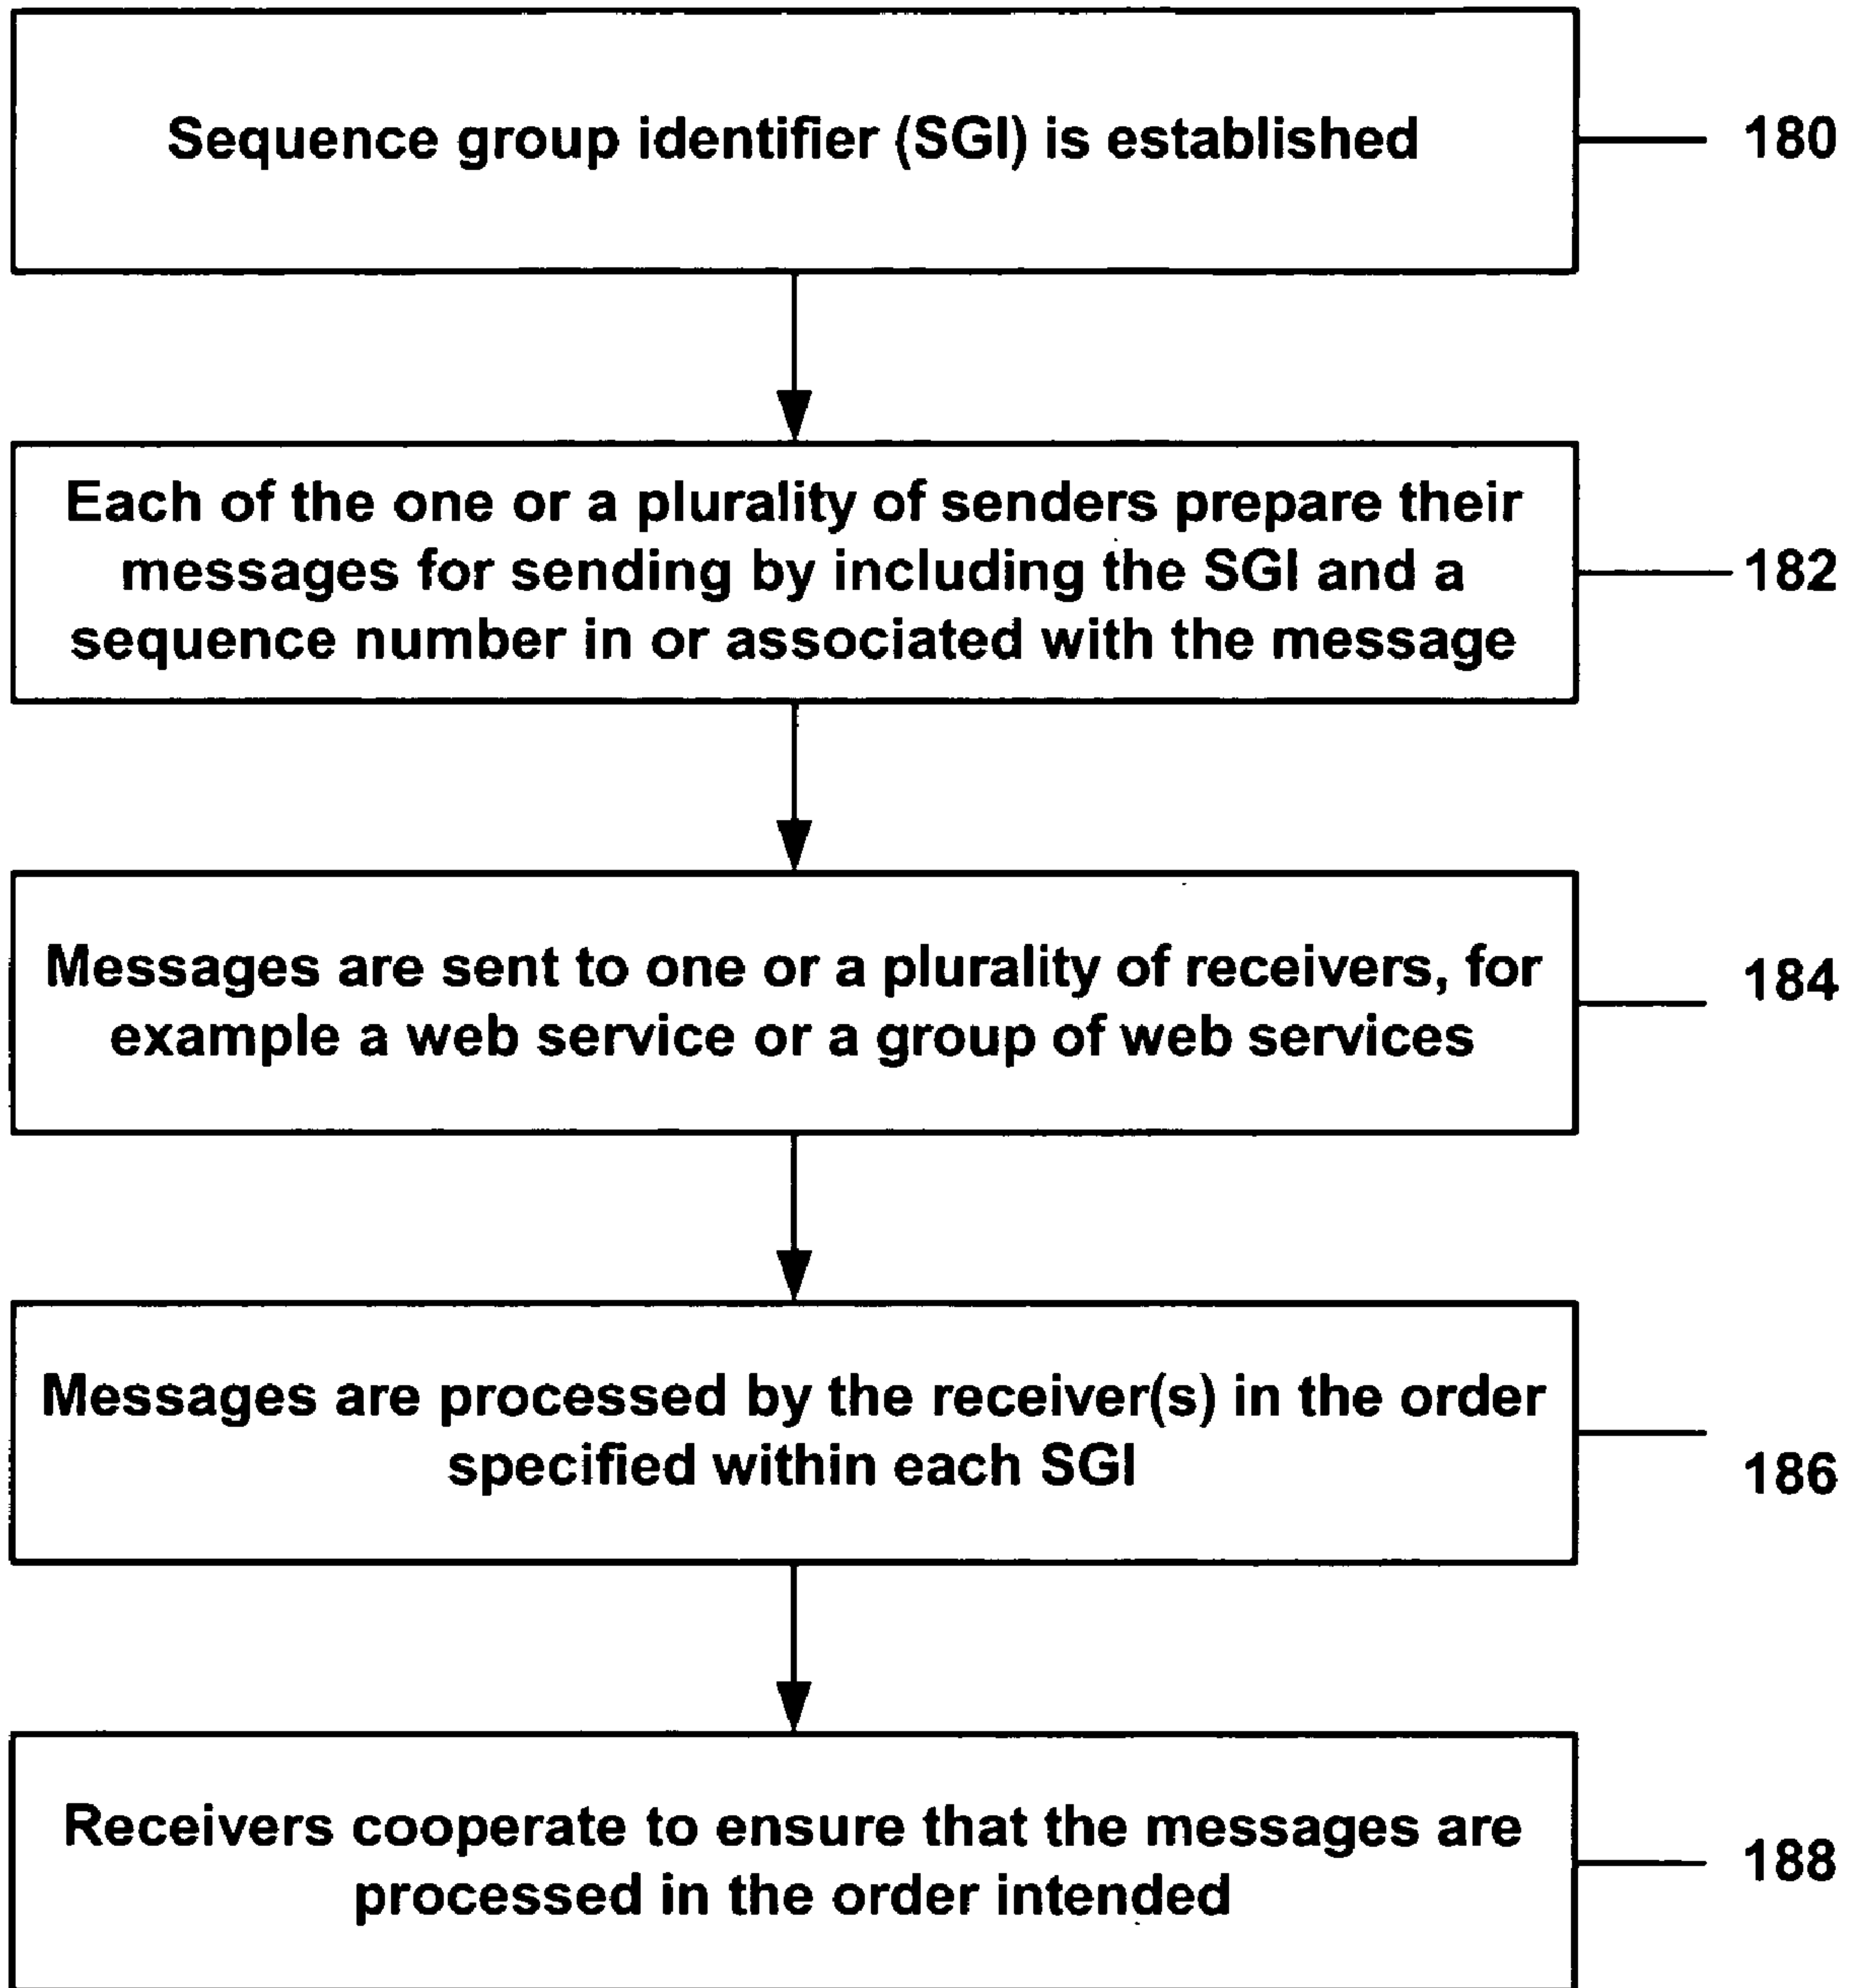 Sequence group identifier (SGI) is established
180
Each of the one or a plurality of senders prepare their
messages for sending by including the SGI and a
sequence number in or associated with the message
182
Messages are sent to one or a plurality of receivers, for
example a web service or a group of web services
184
Messages are processed by the receiver(s) in the order
specified within each SGI
186
Receivers cooperate to ensure that the messages are
processed in the order intended
188